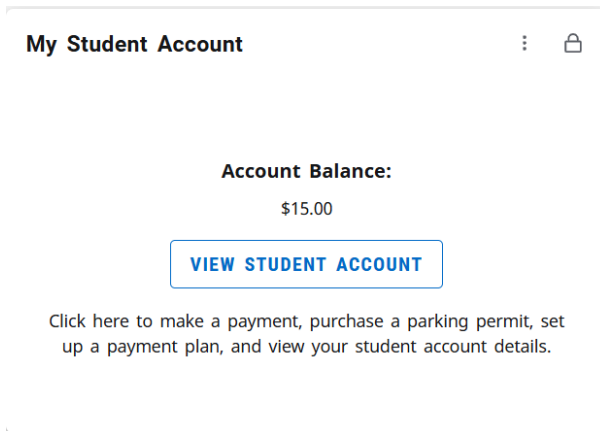 My Student Account
Account Balance:
$15.00
VIEW STUDENT ACCOUNT
Click here to make a payment, purchase a parking permit, set
up a payment plan, and view your student account details.